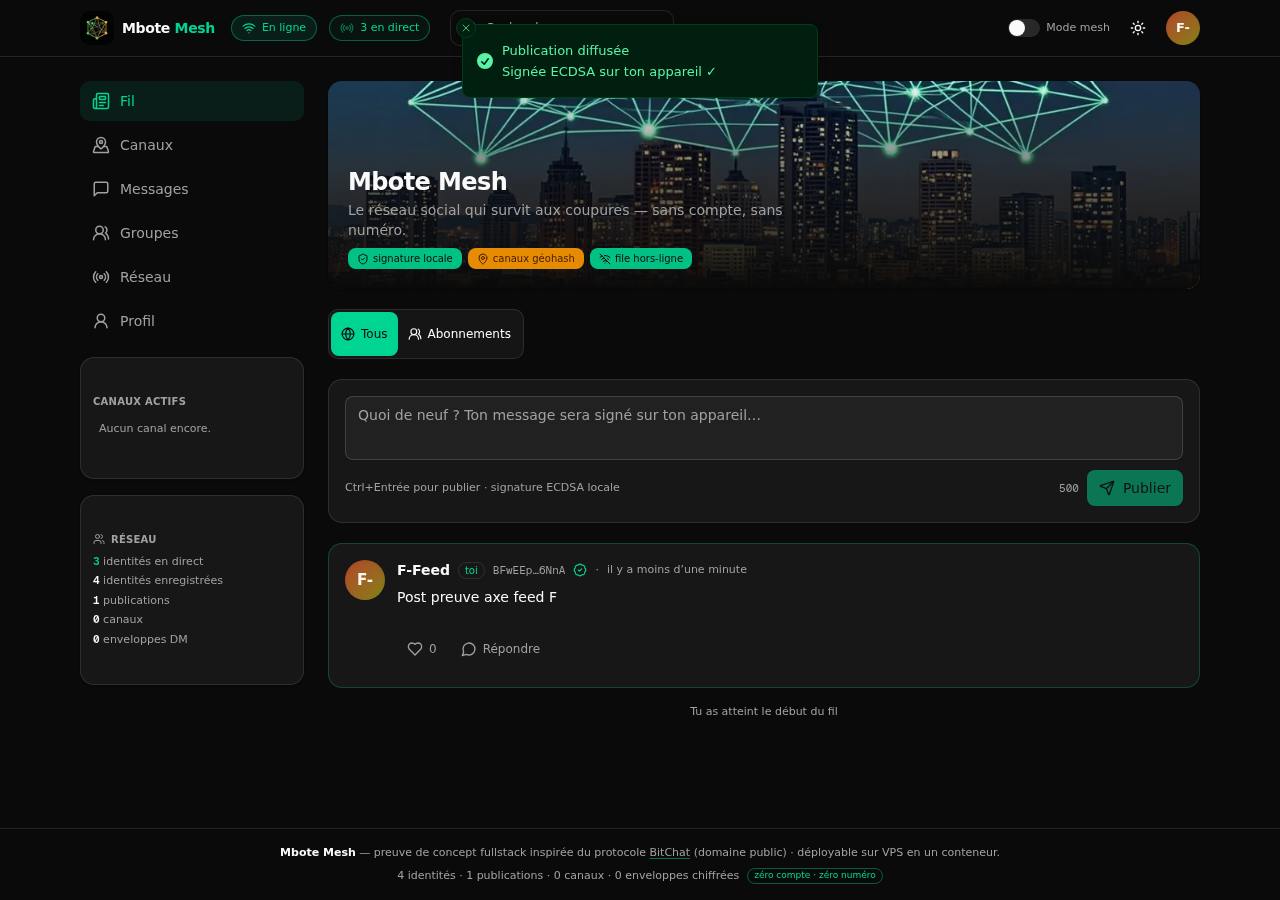 Mbote Mesh
En ligne
3 en direct
Mode mesh
F-
Publication diffusée
Signée ECDSA sur ton appareil ✓
Fil
Canaux
Messages
Groupes
Réseau
Profil
CANAUX ACTIFS
Aucun canal encore.
RÉSEAU
3 identités en direct
4 identités enregistrées
1 publications
0 canaux
0 enveloppes DM
Mbote Mesh
Le réseau social qui survit aux coupures — sans compte, sans
numéro.
signature locale
canaux géohash
file hors-ligne
Tous
Abonnements
Quoi de neuf ? Ton message sera signé sur ton appareil…
Ctrl+Entrée pour publier · signature ECDSA locale
500
Publier
F-
F-Feed toi BFwEEp…6NnA · il y a moins d’une minute
Post preuve axe feed F
0
Répondre
Tu as atteint le début du fil
Mbote Mesh — preuve de concept fullstack inspirée du protocole BitChat (domaine public) · déployable sur VPS en un conteneur.
4 identités · 1 publications · 0 canaux · 0 enveloppes chiffrées zéro compte · zéro numéro